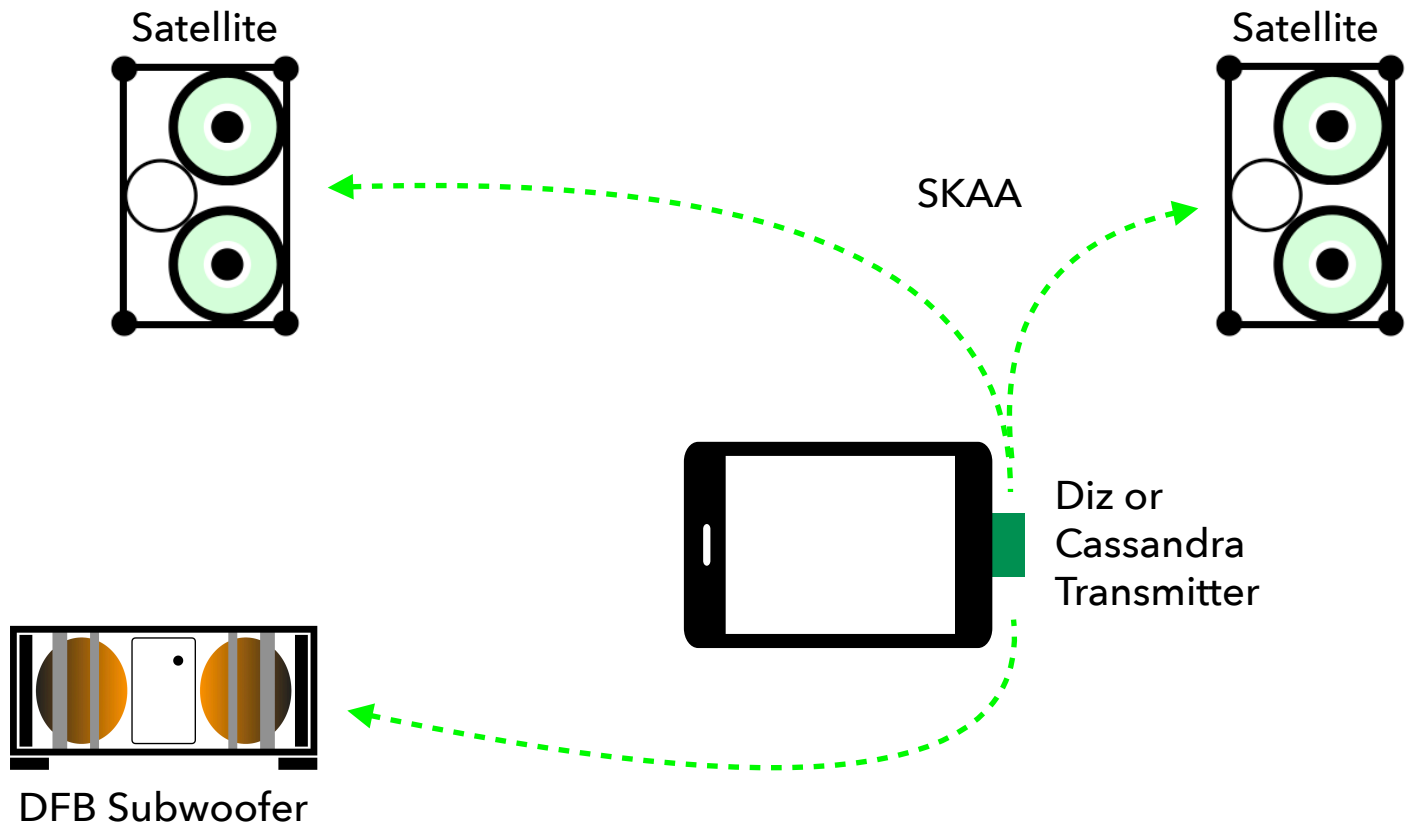 Satellite
Satellite
SKAA
Diz or
Cassandra
Transmitter
DFB Subwoofer